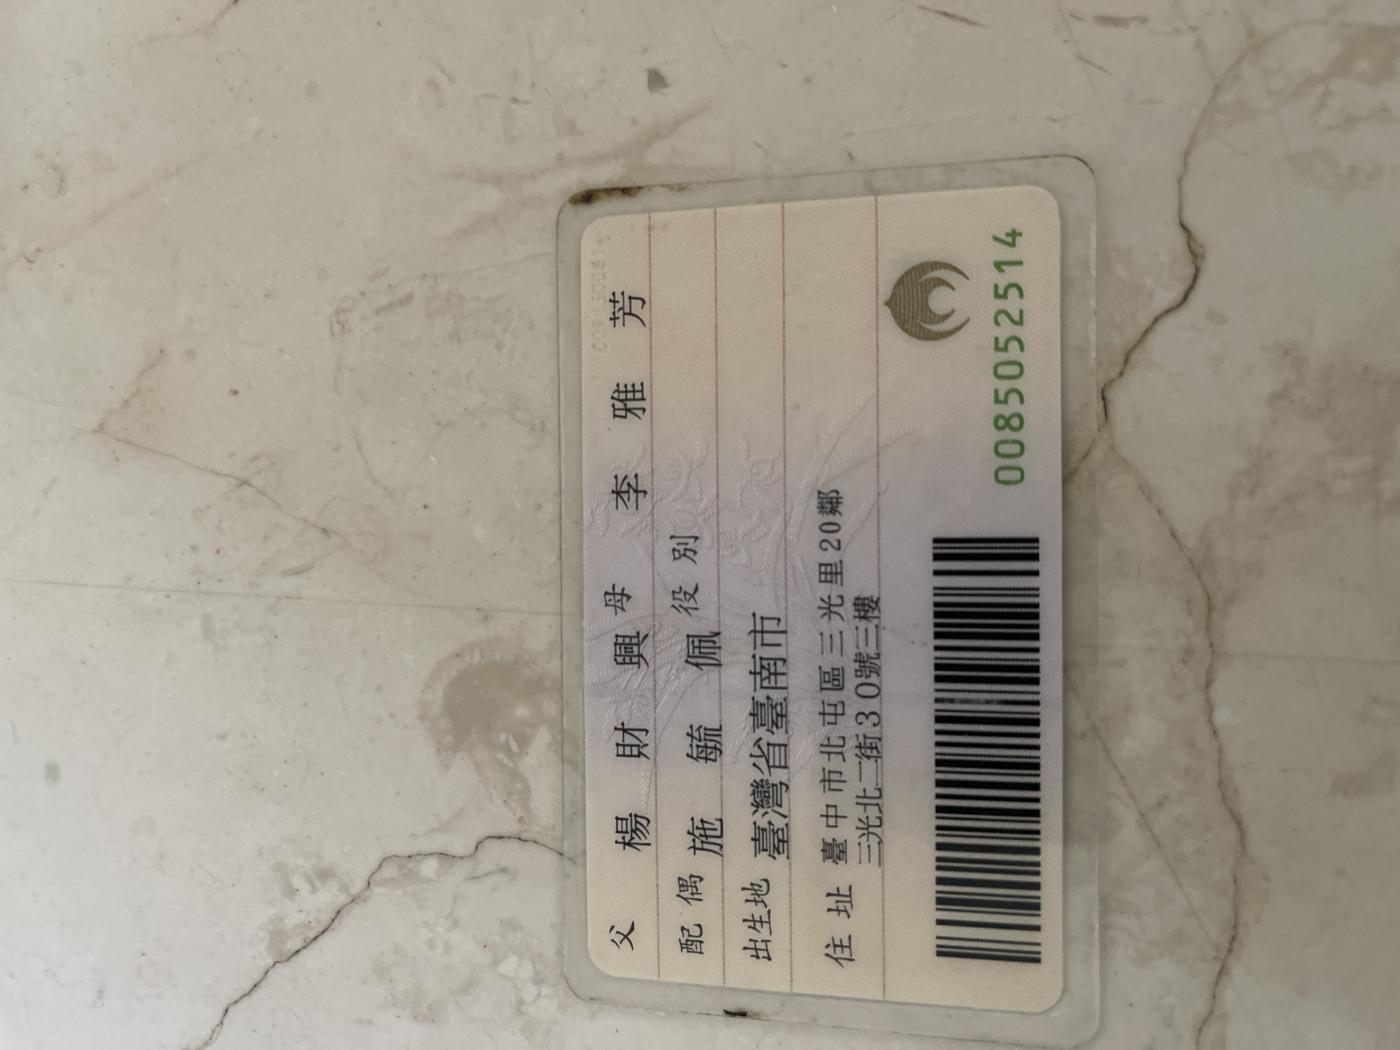 父 楊財興 母 李雅芳
配偶 施毓佩 役別
出生地 臺灣省臺南市
住址 臺中市北屯區三光里20鄰
三光北二街30號三樓
0085052514